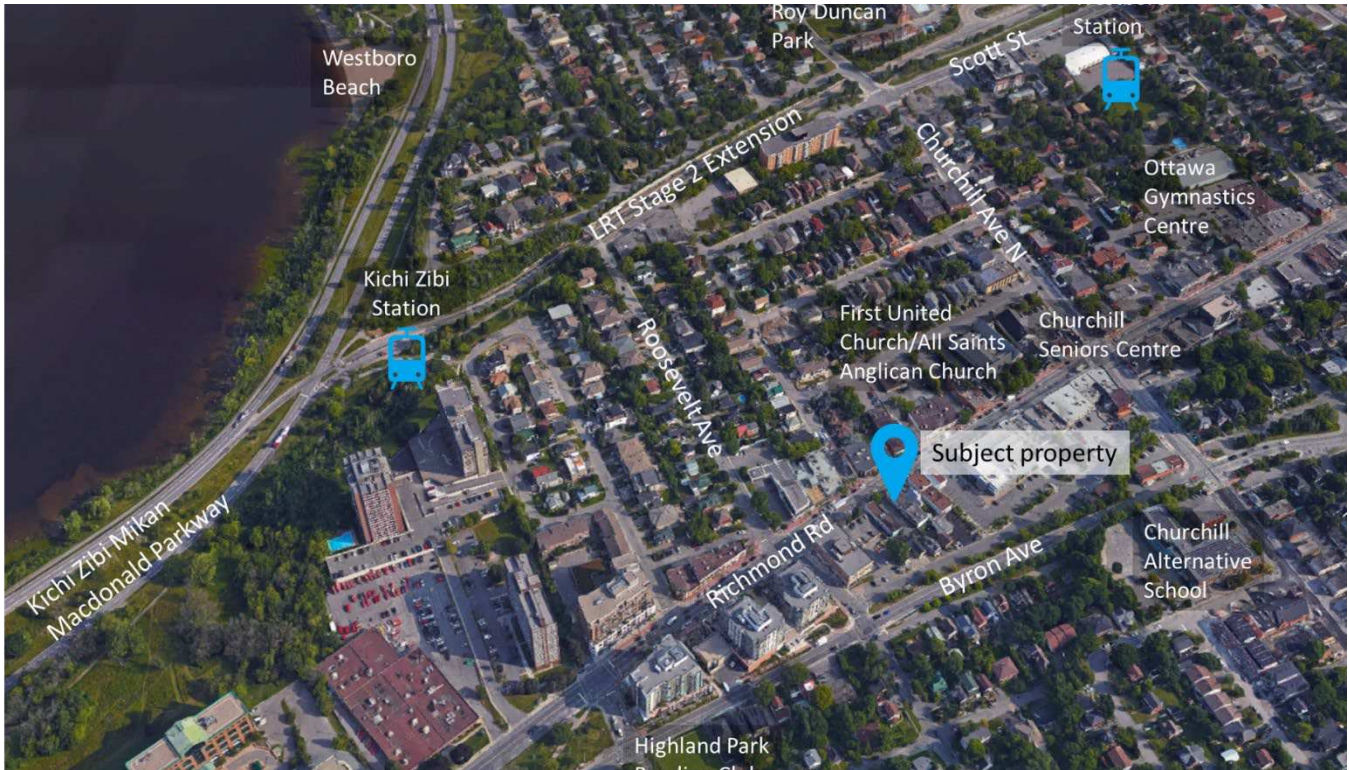 Roy Duncan
Park
Station
Westboro
Beach
Scott St
LRT Stage 2 Extension
Churchill Ave N
Ottawa
Gymnastics
Centre
Kichi Zibi
Station
Roosevelt Ave
First United
Church/All Saints
Anglican Church
Churchill
Seniors Centre
Subject property
Kichi Zibi Mikan
Macdonald Parkway
Richmond Rd
Byron Ave
Churchill
Alternative
School
Highland Park